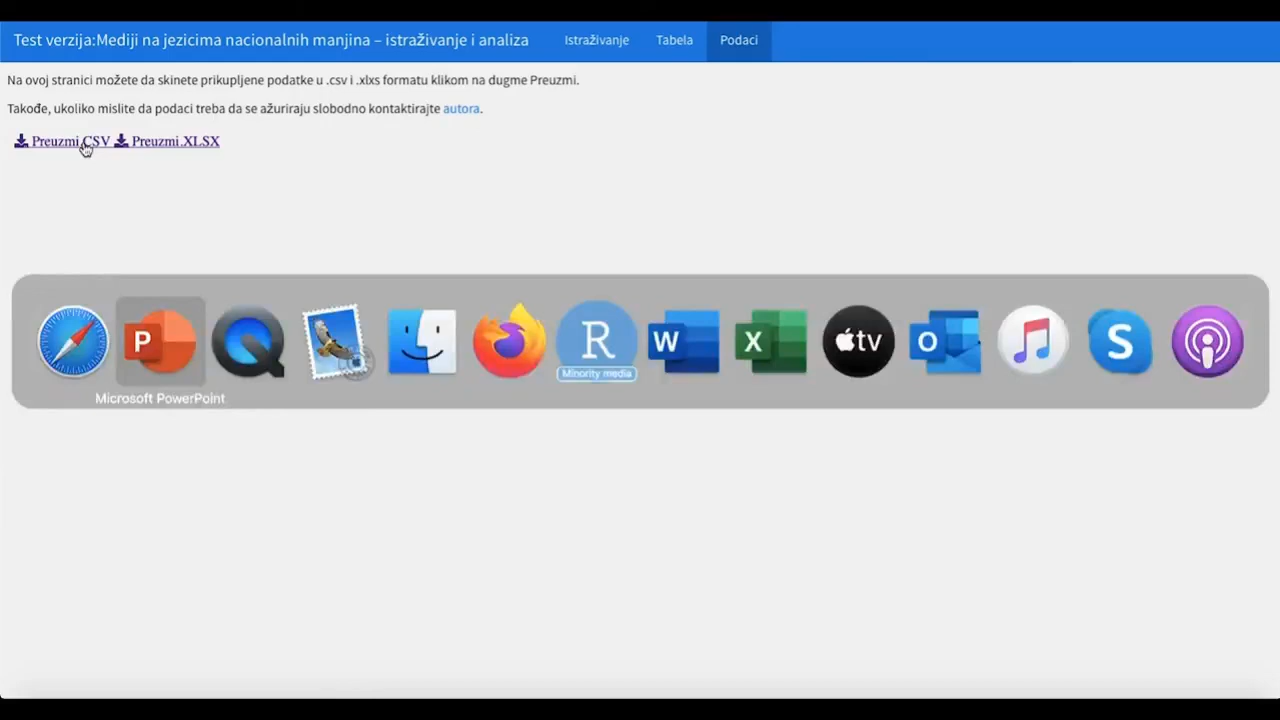 Test verzija:Mediji na jezicima nacionalnih manjina – istraživanje i analiza Istraživanje Tabela Podaci
Na ovoj stranici možete da skinete prikupljene podatke u .csv i .xlxs formatu klikom na dugme Preuzmi.
Takođe, ukoliko mislite da podaci treba da se ažuriraju slobodno kontaktirajte autora.
Preuzmi.CSV Preuzmi.XLSX
P R W X tv O S
Minority media
Microsoft PowerPoint